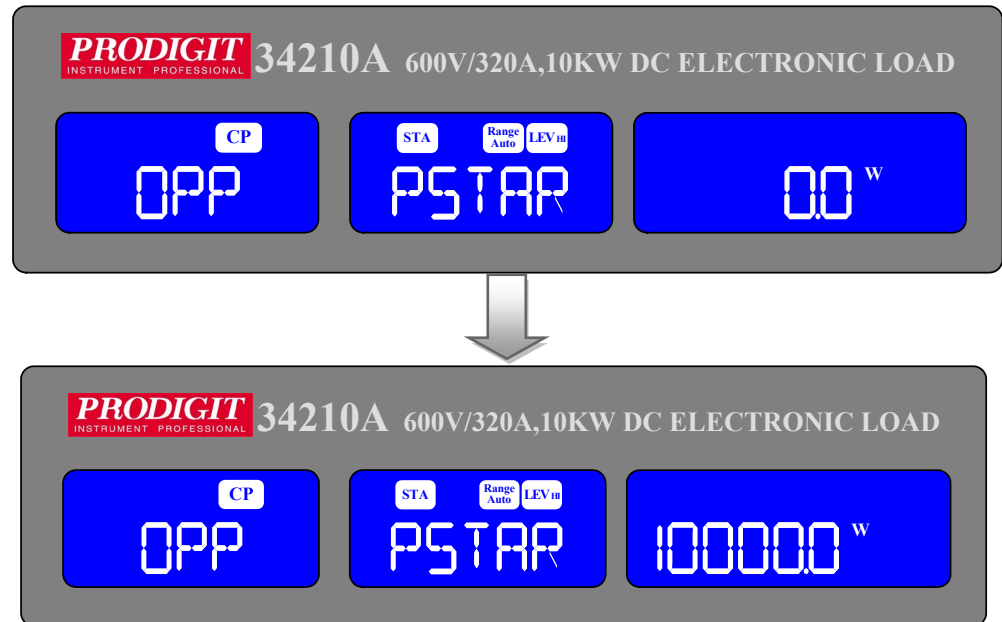 PRODIGIT
INSTRUMENT PROFESSIONAL
34210A 600V/320A,10KW DC ELECTRONIC LOAD
CP
STA Range Auto LEV HI
OPP PSTAR 0.0 W
PRODIGIT
INSTRUMENT PROFESSIONAL
34210A 600V/320A,10KW DC ELECTRONIC LOAD
CP
STA Range Auto LEV HI
OPP PSTAR 10000.0 W